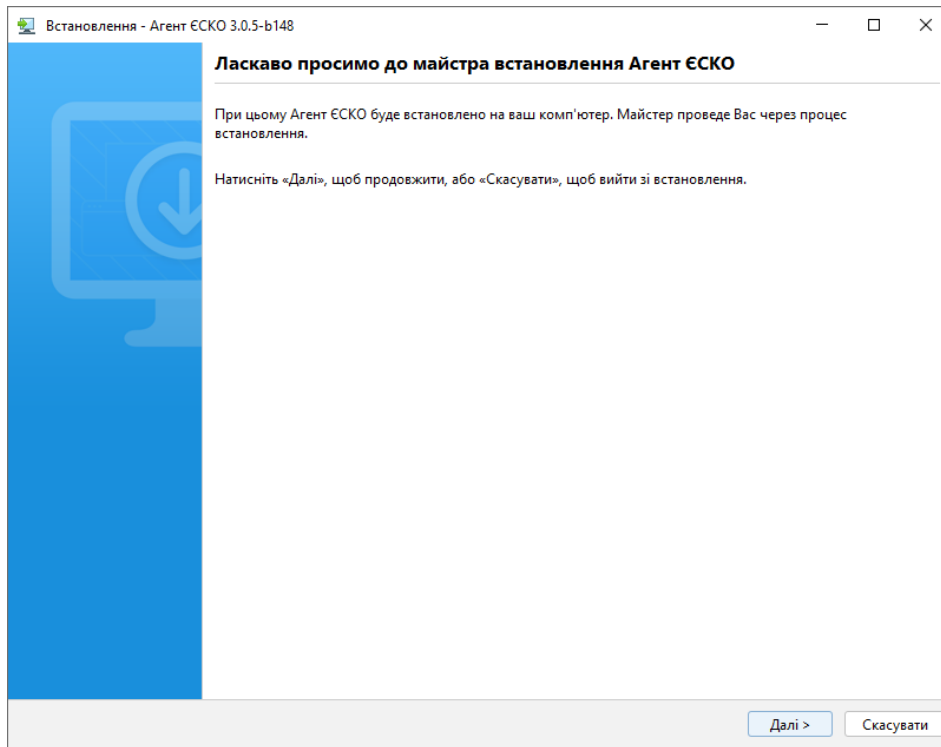 Встановлення - Агент ЄСКО 3.0.5-b148
Ласкаво просимо до майстра встановлення Агент ЄСКО
При цьому Агент ЄСКО буде встановлено на ваш комп'ютер. Майстер проведе Вас через процес
встановлення.
Натисніть «Далі», щоб продовжити, або «Скасувати», щоб вийти зі встановлення.
Далі >
Скасувати